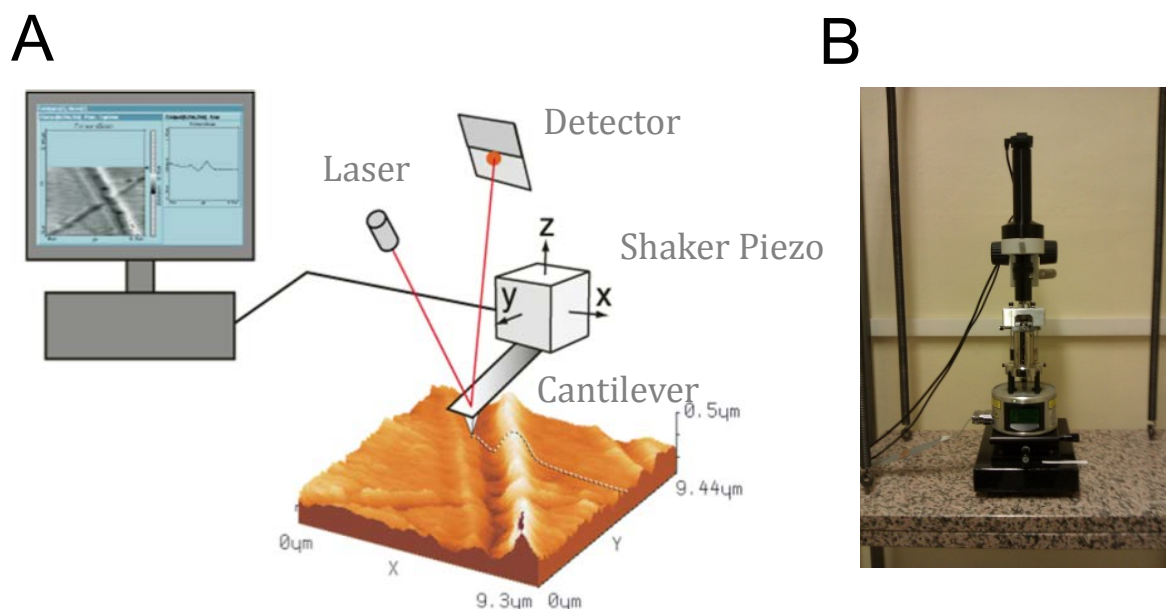 A
B
Detector
Laser
z
Shaker Piezo
y
x
Cantilever
0.5µm
9.44µm
0µm
Y
X
9.3µm 0µm